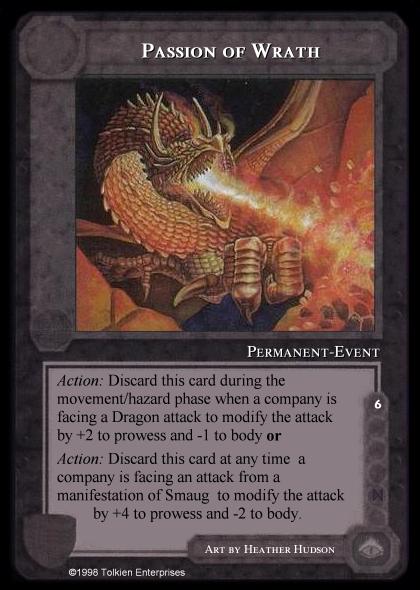 Passion of Wrath
Permanent-Event
Action: Discard this card during the
movement/hazard phase when a company is
facing a Dragon attack to modify the attack
by +2 to prowess and -1 to body or
6
Action: Discard this card at any time a
company is facing an attack from a
manifestation of Smaug to modify the attack
by +4 to prowess and -2 to body.
Art by Heather Hudson
©1998 Tolkien Enterprises